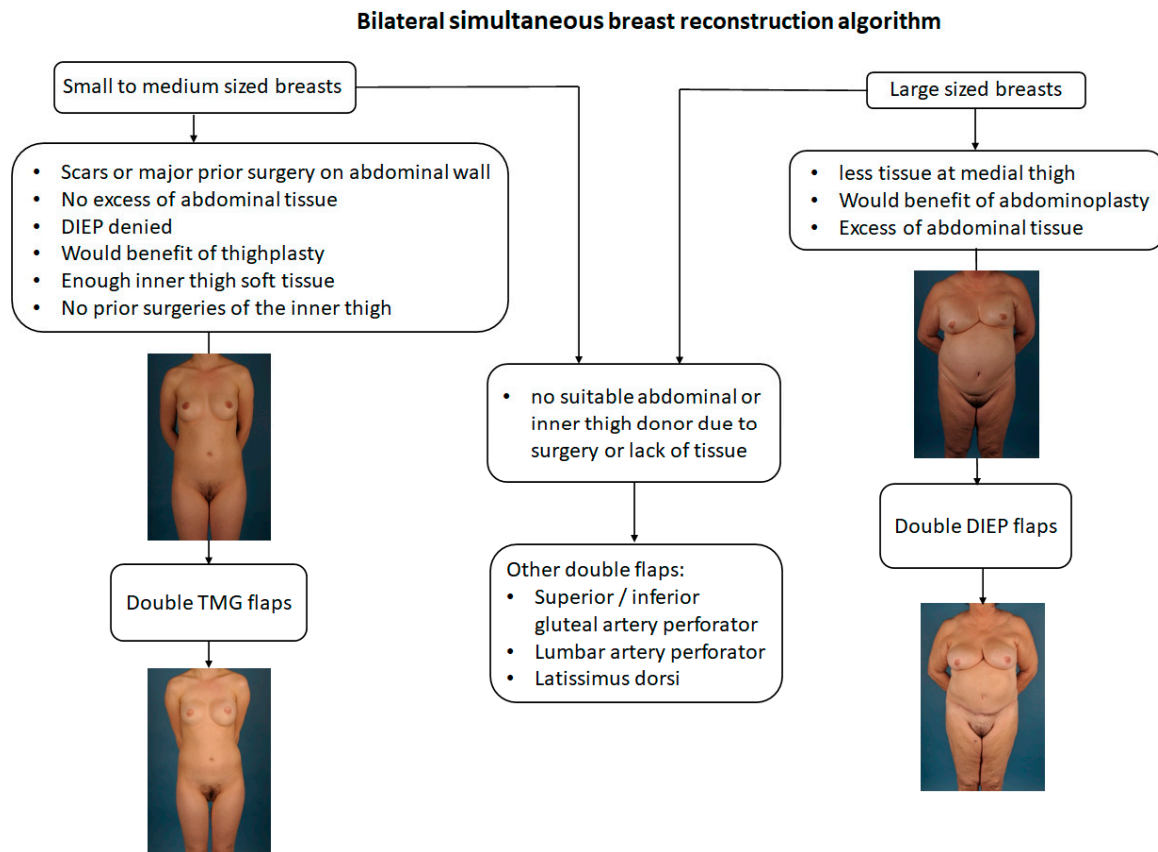 Bilateral simultaneous breast reconstruction algorithm
Small to medium sized breasts
Large sized breasts
• Scars or major prior surgery on abdominal wall
• No excess of abdominal tissue
• DIEP denied
• Would benefit of thighplasty
• Enough inner thigh soft tissue
• No prior surgeries of the inner thigh
• less tissue at medial thigh
• Would benefit of abdominoplasty
• Excess of abdominal tissue
• no suitable abdominal or
inner thigh donor due to
surgery or lack of tissue
Double TMG flaps
Other double flaps:
• Superior / inferior
gluteal artery perforator
• Lumbar artery perforator
• Latissimus dorsi
Double DIEP flaps